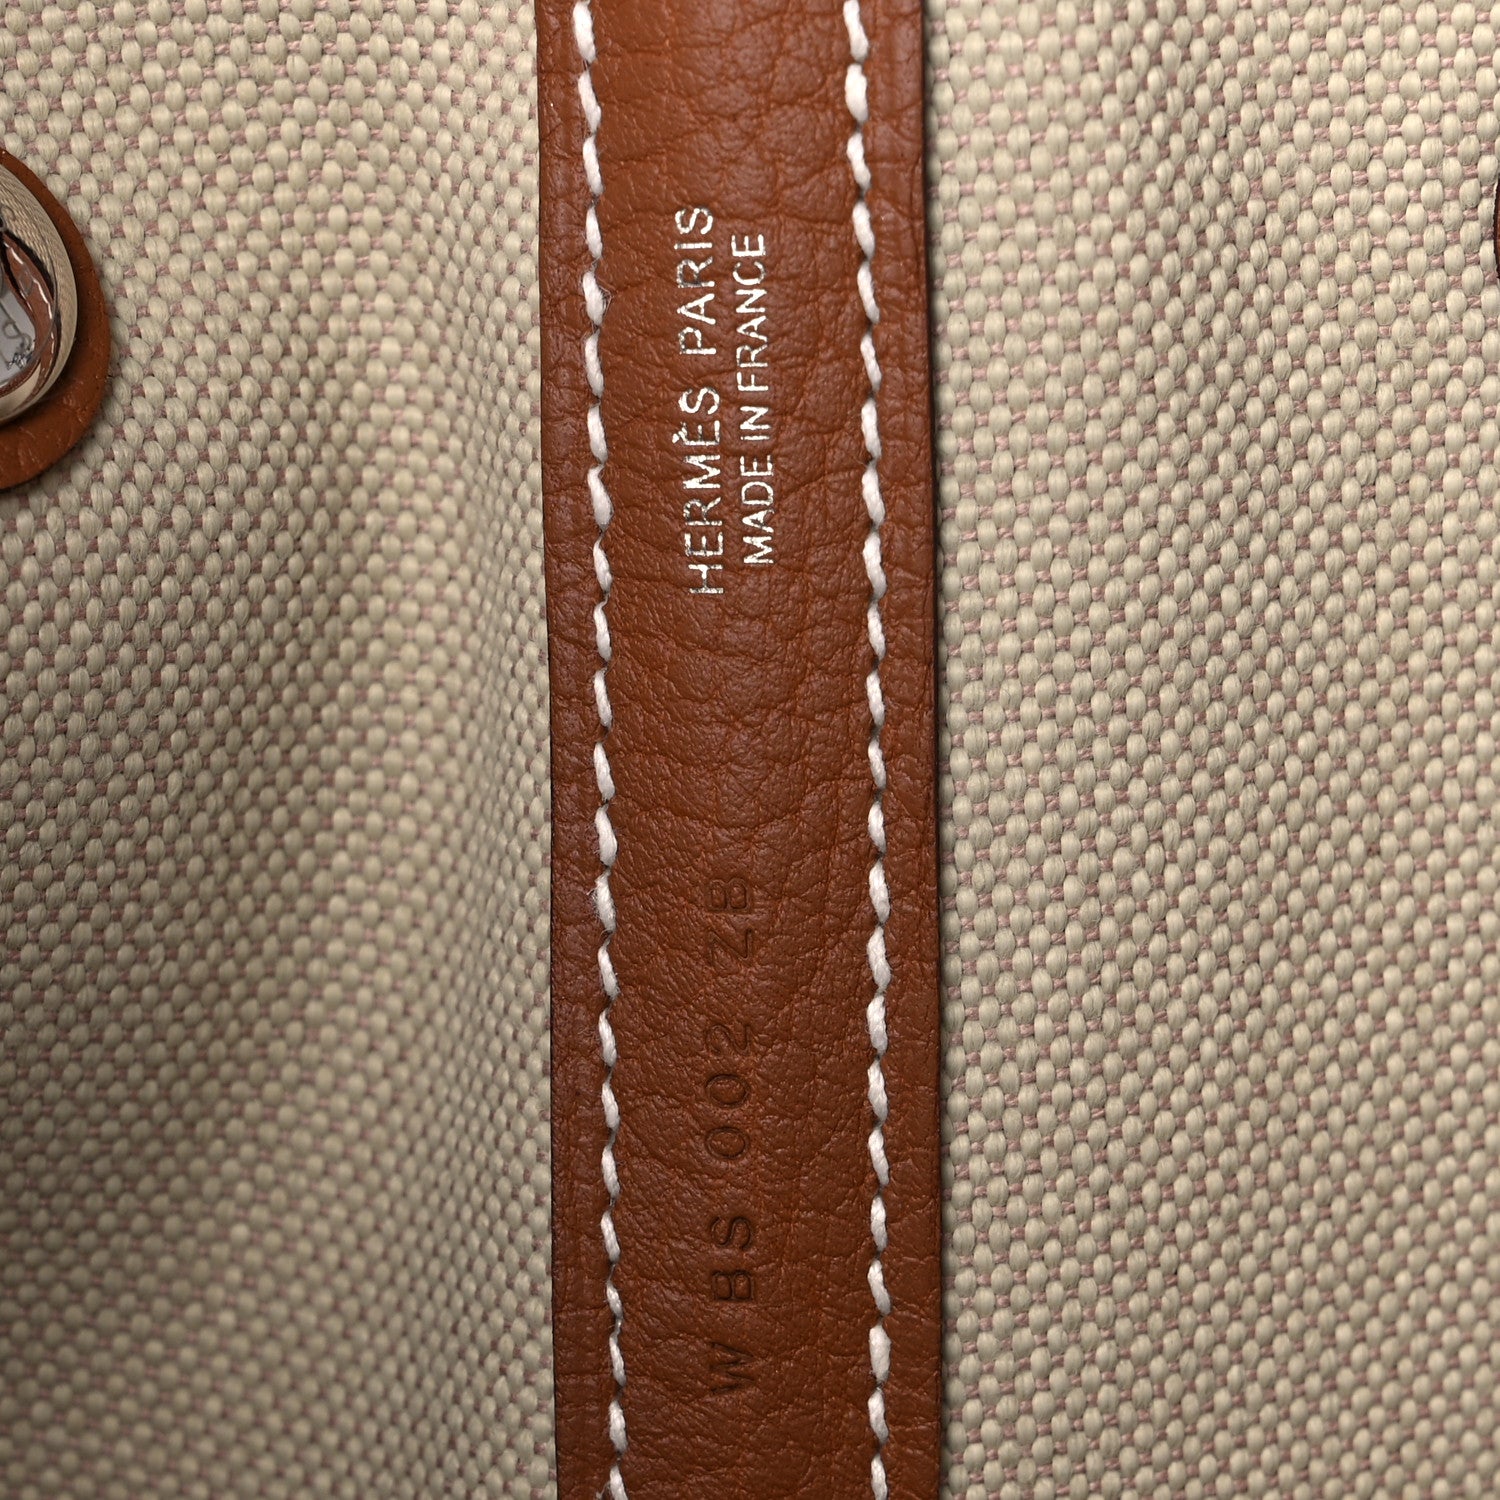 HERMÈS PARIS
MADE IN FRANCE
W BS 002 ZB